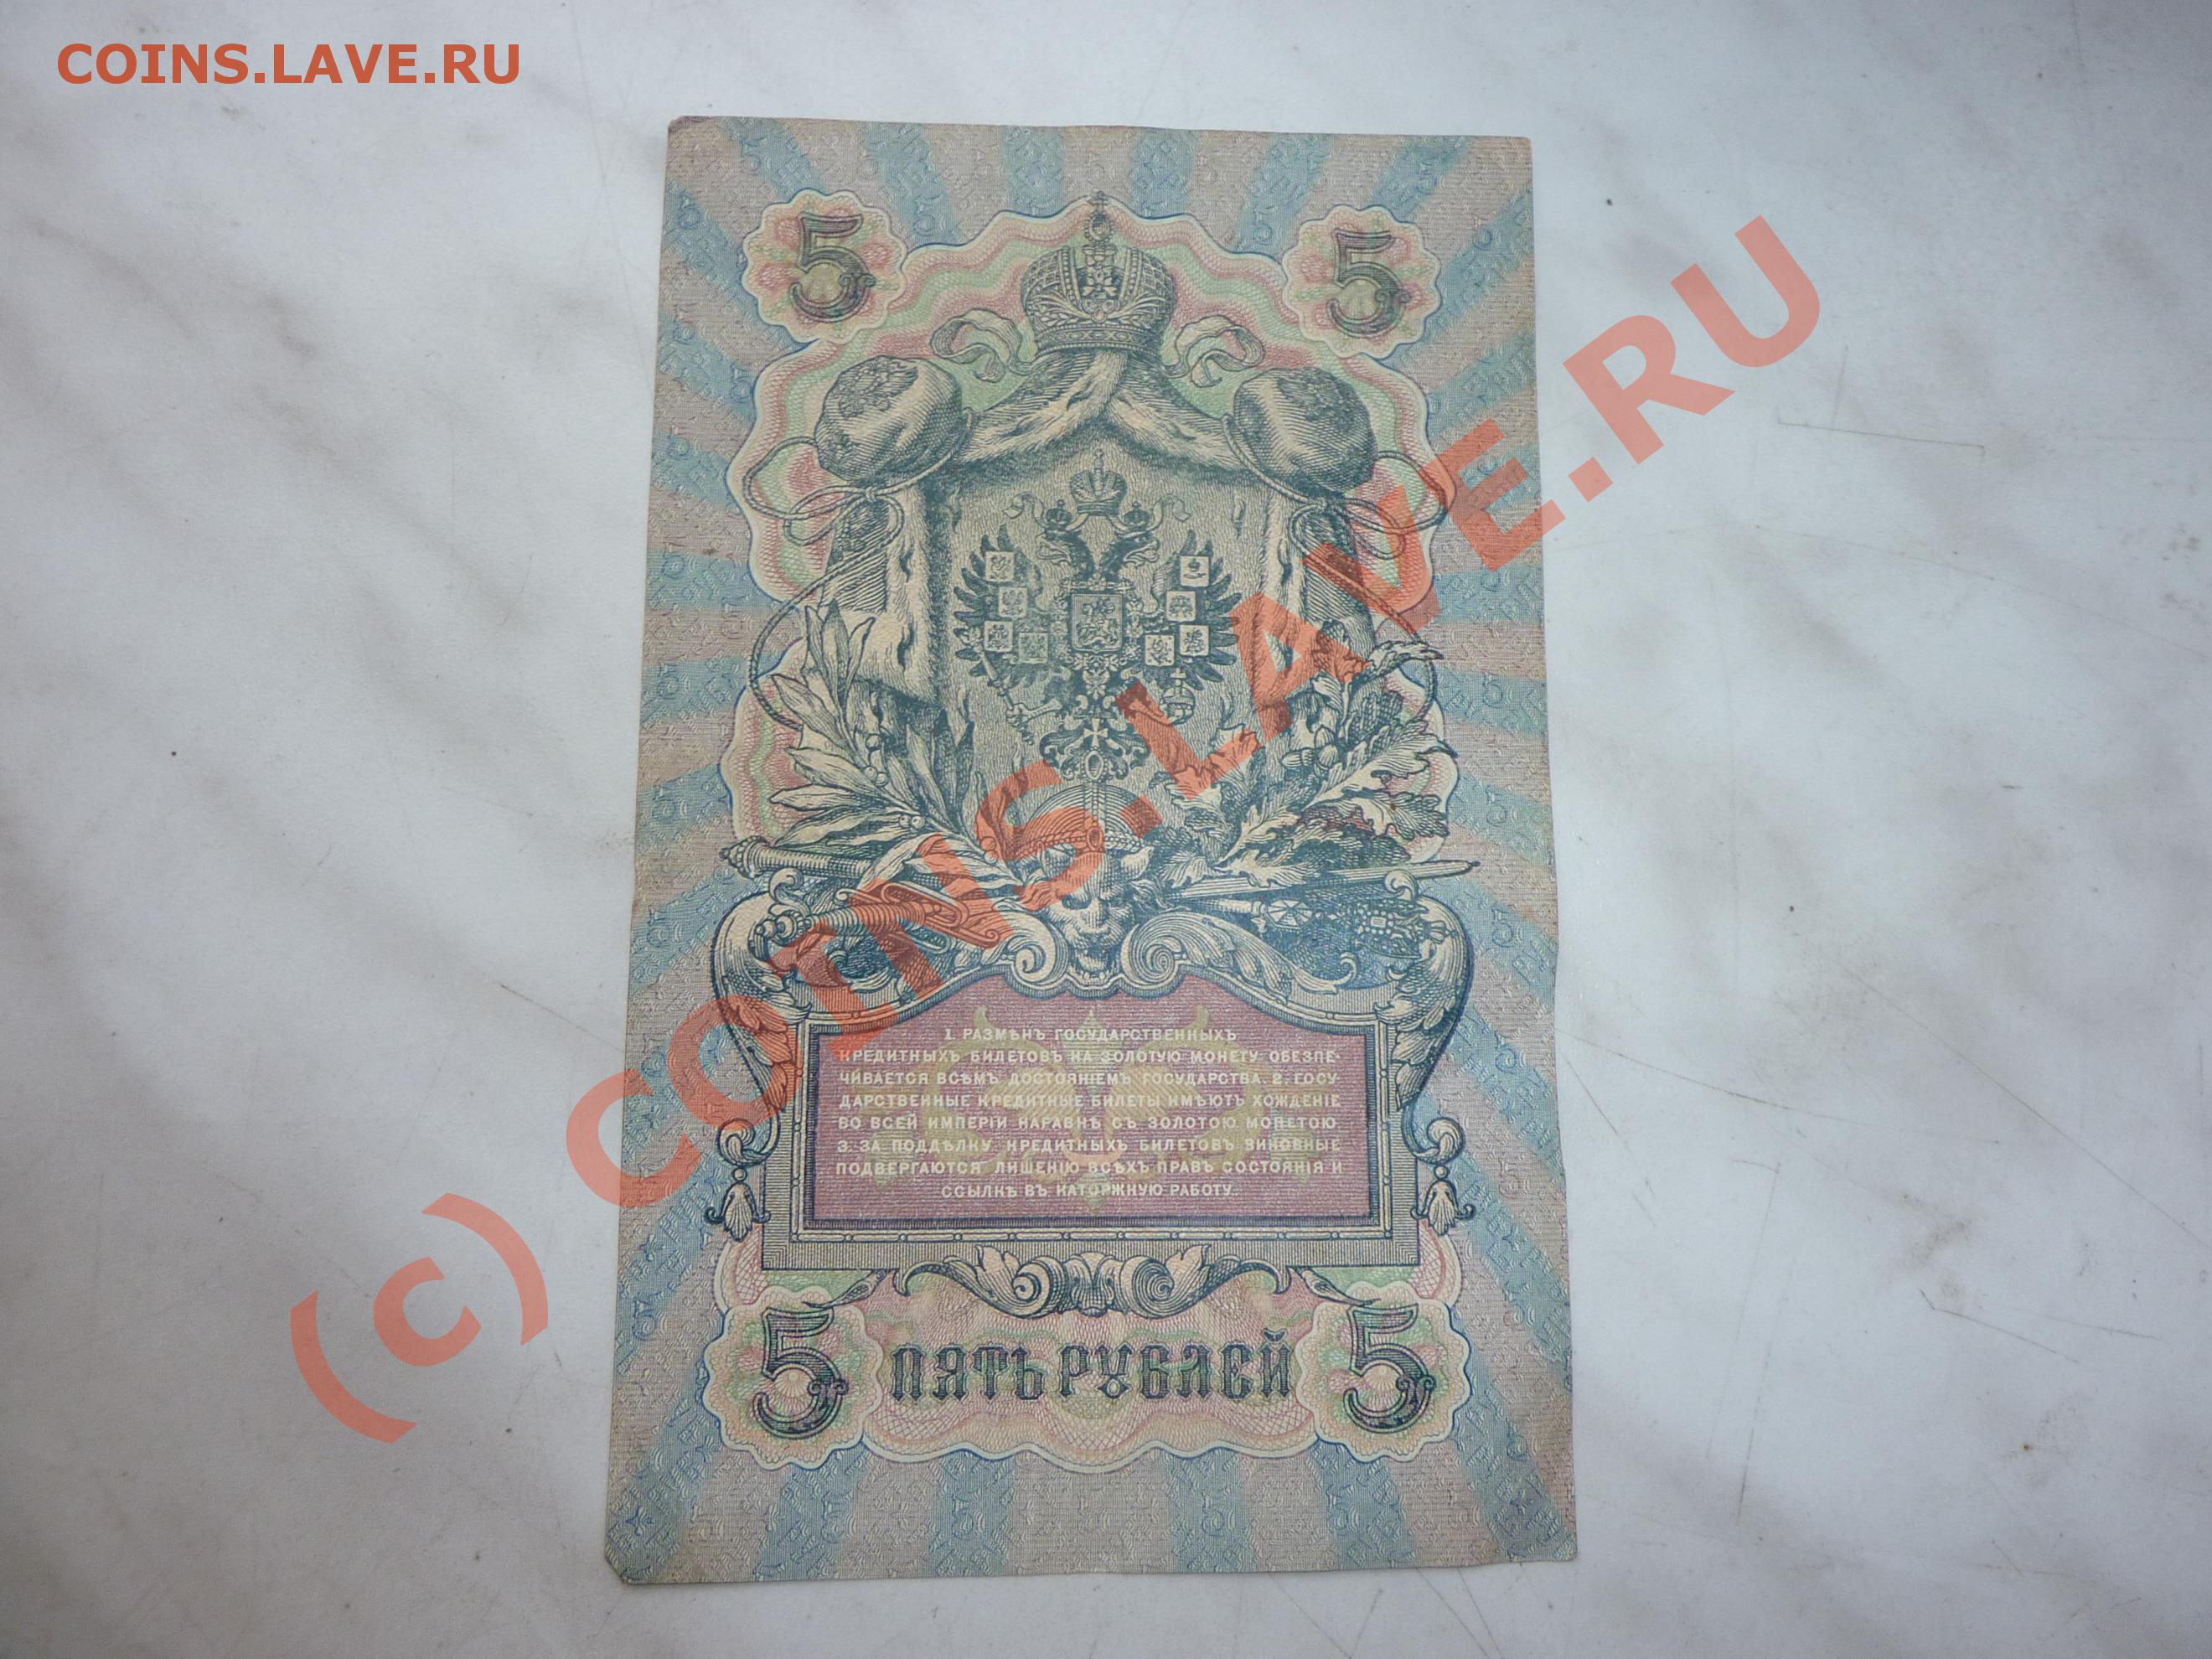 COINS.LAVE.RU
5 5
1. РАЗМѢНЪ ГОСУДАРСТВЕННЫХЪ
КРЕДИТНЫХЪ БИЛЕТОВЪ НА ЗОЛОТУЮ МОНЕТУ ОБЕЗПЕ-
ЧИВАЕТСЯ ВСѢМЪ ДОСТОЯНІЕМЪ ГОСУДАРСТВА. 2. ГОСУ-
ДАРСТВЕННЫЕ КРЕДИТНЫЕ БИЛЕТЫ ИМѢЮТЪ ХОЖДЕНІЕ
ВО ВСЕЙ ИМПЕРІИ НАРАВНѢ СЪ ЗОЛОТОЮ МОНЕТОЮ
3. ЗА ПОДДѢЛКУ КРЕДИТНЫХЪ БИЛЕТОВЪ ВИНОВНЫЕ
ПОДВЕРГАЮТСЯ ЛИШЕНІЮ ВСѢХЪ ПРАВЪ СОСТОЯНІЯ И
ССЫЛКѢ ВЪ КАТОРЖНУЮ РАБОТУ.
5 ПЯТЬ РУБЛЕЙ 5
(c) COINS.LAVE.RU